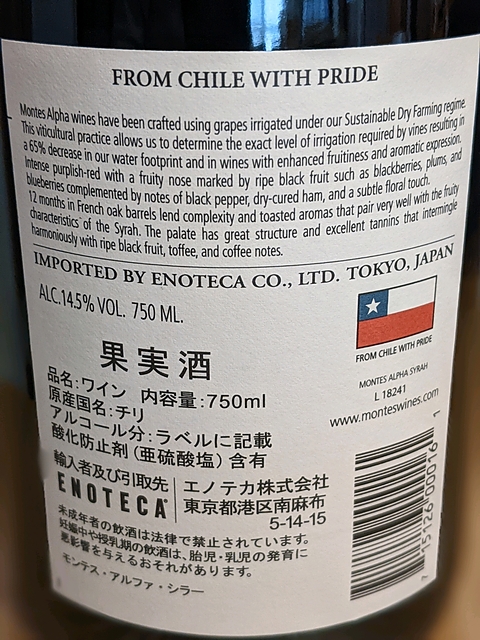 FROM CHILE WITH PRIDE
Montes Alpha wines have been crafted using grapes irrigated under our Sustainable Dry Farming regime.
This viticultural practice allows us to determine the exact level of irrigation required by vines resulting in
a 65% decrease in our water footprint and in wines with enhanced fruitiness and aromatic expression.
Intense purplish-red with a fruity nose marked by ripe black fruit such as blackberries, plums, and
blueberries complemented by notes of black pepper, dry-cured ham, and a subtle floral touch.
12 months in French oak barrels lend complexity and toasted aromas that pair very well with the fruity
characteristics of the Syrah. The palate has great structure and excellent tannins that intermingle
harmoniously with ripe black fruit, toffee, and coffee notes.
IMPORTED BY ENOTECA CO., LTD. TOKYO, JAPAN
ALC.14.5% VOL. 750 ML.
FROM CHILE WITH PRIDE
MONTES ALPHA SYRAH
L 18241
www.monteswines.com
果実酒
品名:ワイン 内容量:750ml
原産国名:チリ
アルコール分:ラベルに記載
酸化防止剤(亜硫酸塩)含有
輸入者及び引取先
ENOTECA
エノテカ株式会社
東京都港区南麻布
5-14-15
未成年者の飲酒は法律で禁止されています。
妊娠中や授乳期の飲酒は、胎児・乳児の発育に
悪影響を与えるおそれがあります。
モンテス・アルファ・シラー
7 15126 00016 1